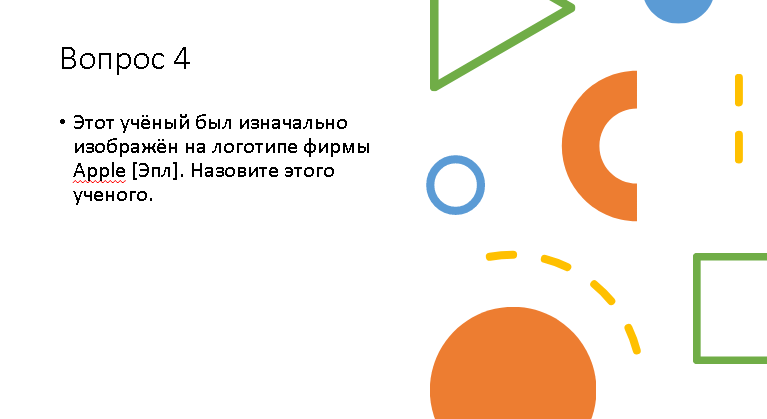 Вопрос 4
• Этот учёный был изначально
изображён на логотипе фирмы
Apple [Эпл]. Назовите этого
ученого.